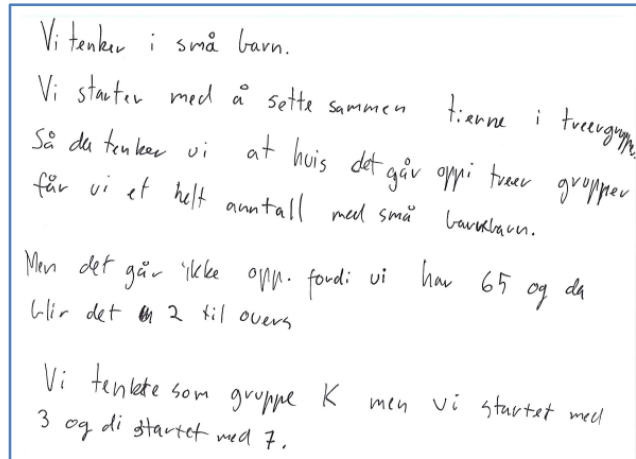 Vi tenker i små barn.
Vi starter med å sette sammen tierne i treergrupper.
Så da tenker vi at hvis det går oppi treer grupper
får vi et helt anntall med små barn.
Men det går ikke opp. fordi vi har 65 og da
blir det 2 til overs
Vi tenkte som gruppe K men vi startet med
3 og di startet med 7.